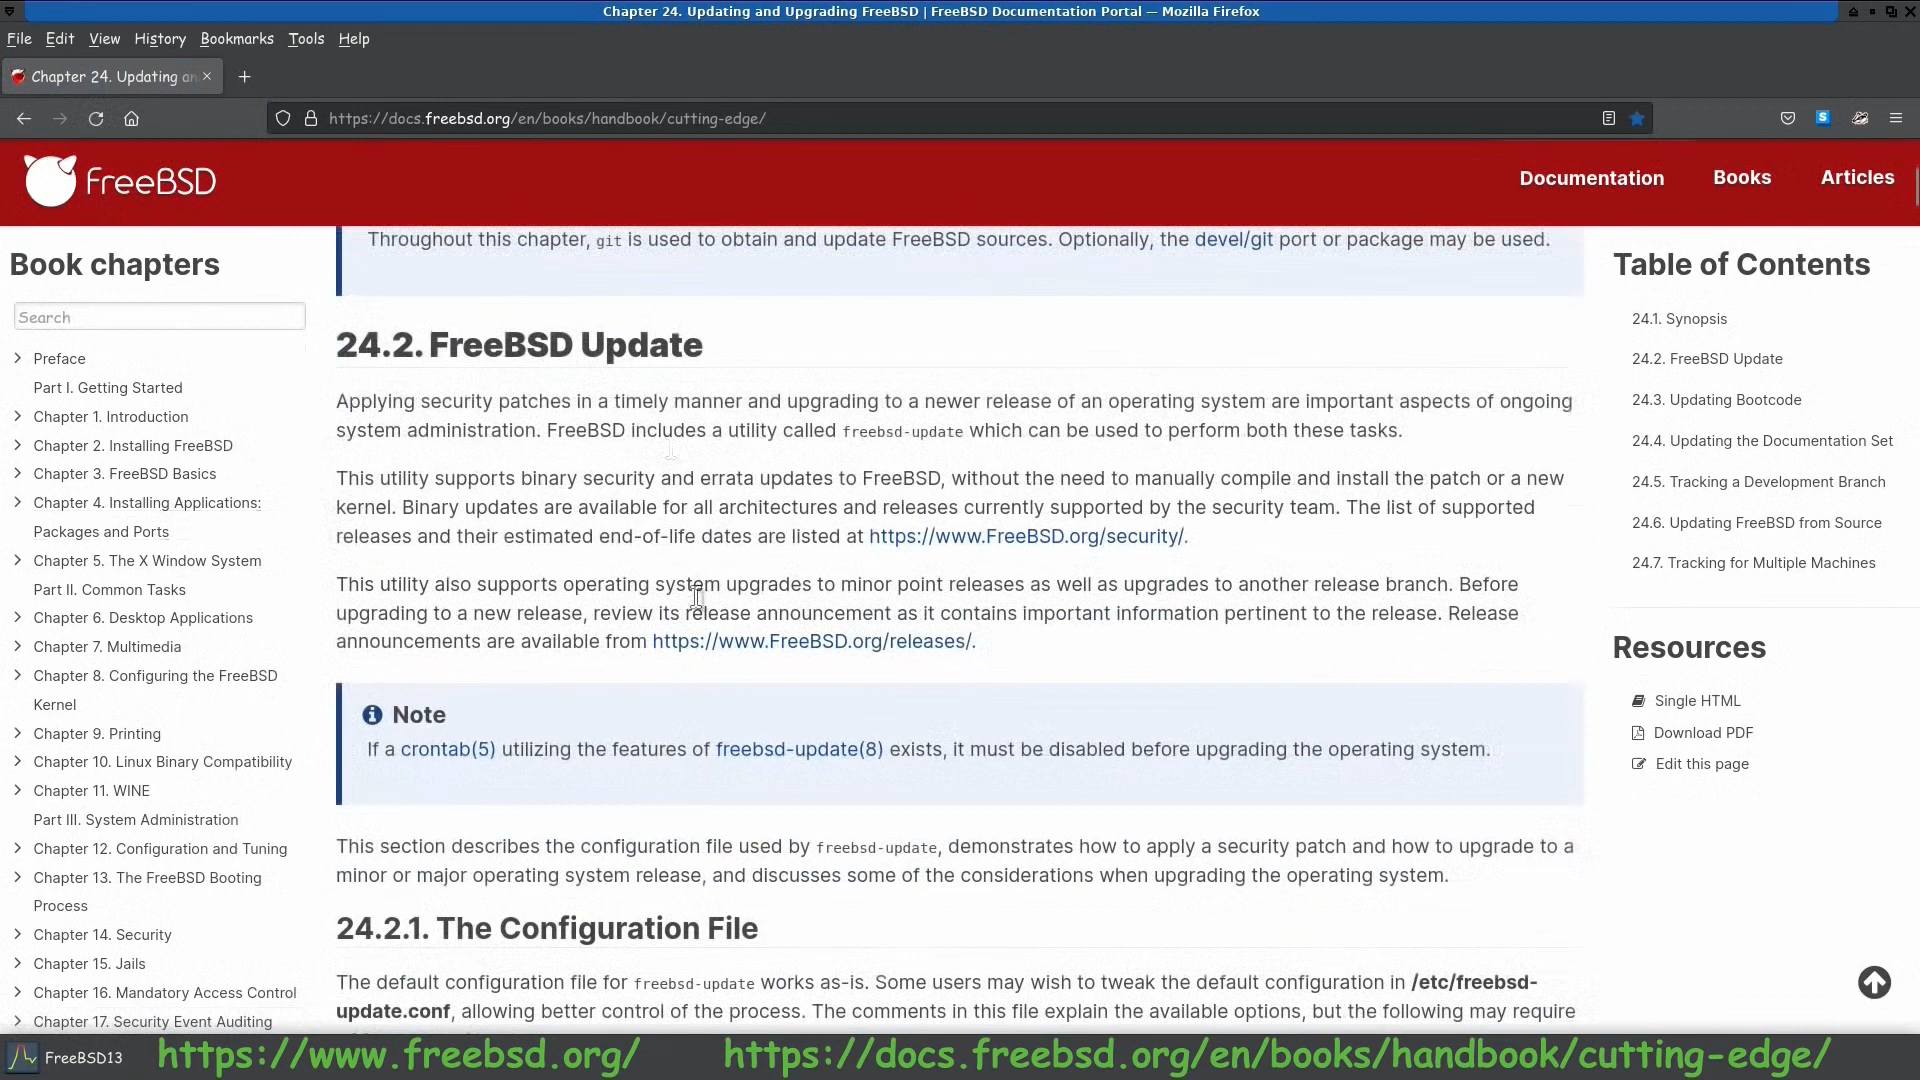 Chapter 24. Updating and Upgrading FreeBSD | FreeBSD Documentation Portal — Mozilla Firefox
File Edit View History Bookmarks Tools Help
Chapter 24. Updating an
https://docs.freebsd.org/en/books/handbook/cutting-edge/
S
FreeBSD
Documentation Books Articles
Book chapters
Search
Preface
Part I. Getting Started
Chapter 1. Introduction
Chapter 2. Installing FreeBSD
Chapter 3. FreeBSD Basics
Chapter 4. Installing Applications:
Packages and Ports
Chapter 5. The X Window System
Part II. Common Tasks
Chapter 6. Desktop Applications
Chapter 7. Multimedia
Chapter 8. Configuring the FreeBSD
Kernel
Chapter 9. Printing
Chapter 10. Linux Binary Compatibility
Chapter 11. WINE
Part III. System Administration
Chapter 12. Configuration and Tuning
Chapter 13. The FreeBSD Booting
Process
Chapter 14. Security
Chapter 15. Jails
Chapter 16. Mandatory Access Control
Chapter 17. Security Event Auditing
Throughout this chapter, git is used to obtain and update FreeBSD sources. Optionally, the devel/git port or package may be used.
24.2. FreeBSD Update
Applying security patches in a timely manner and upgrading to a newer release of an operating system are important aspects of ongoing
system administration. FreeBSD includes a utility called freebsd-update which can be used to perform both these tasks.
This utility supports binary security and errata updates to FreeBSD, without the need to manually compile and install the patch or a new
kernel. Binary updates are available for all architectures and releases currently supported by the security team. The list of supported
releases and their estimated end-of-life dates are listed at https://www.FreeBSD.org/security/.
This utility also supports operating system upgrades to minor point releases as well as upgrades to another release branch. Before
upgrading to a new release, review its release announcement as it contains important information pertinent to the release. Release
announcements are available from https://www.FreeBSD.org/releases/.
Note
If a crontab(5) utilizing the features of freebsd-update(8) exists, it must be disabled before upgrading the operating system.
This section describes the configuration file used by freebsd-update, demonstrates how to apply a security patch and how to upgrade to a
minor or major operating system release, and discusses some of the considerations when upgrading the operating system.
24.2.1. The Configuration File
The default configuration file for freebsd-update works as-is. Some users may wish to tweak the default configuration in /etc/freebsd-
update.conf, allowing better control of the process. The comments in this file explain the available options, but the following may require
Table of Contents
24.1. Synopsis
24.2. FreeBSD Update
24.3. Updating Bootcode
24.4. Updating the Documentation Set
24.5. Tracking a Development Branch
24.6. Updating FreeBSD from Source
24.7. Tracking for Multiple Machines
Resources
Single HTML
Download PDF
Edit this page
FreeBSD13 https://www.freebsd.org/ https://docs.freebsd.org/en/books/handbook/cutting-edge/